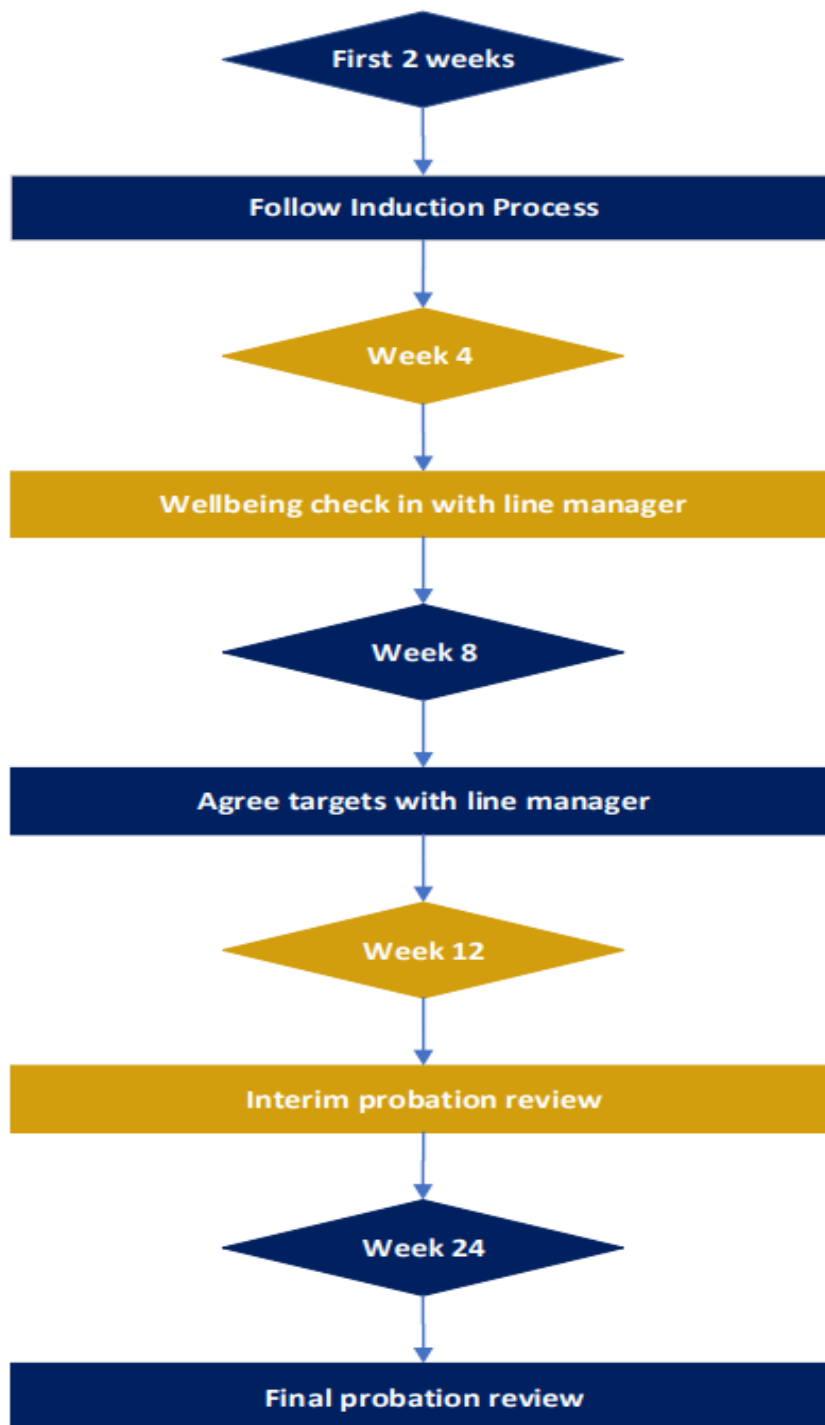 First 2 weeks
Follow Induction Process
Week 4
Wellbeing check in with line manager
Week 8
Agree targets with line manager
Week 12
Interim probation review
Week 24
Final probation review